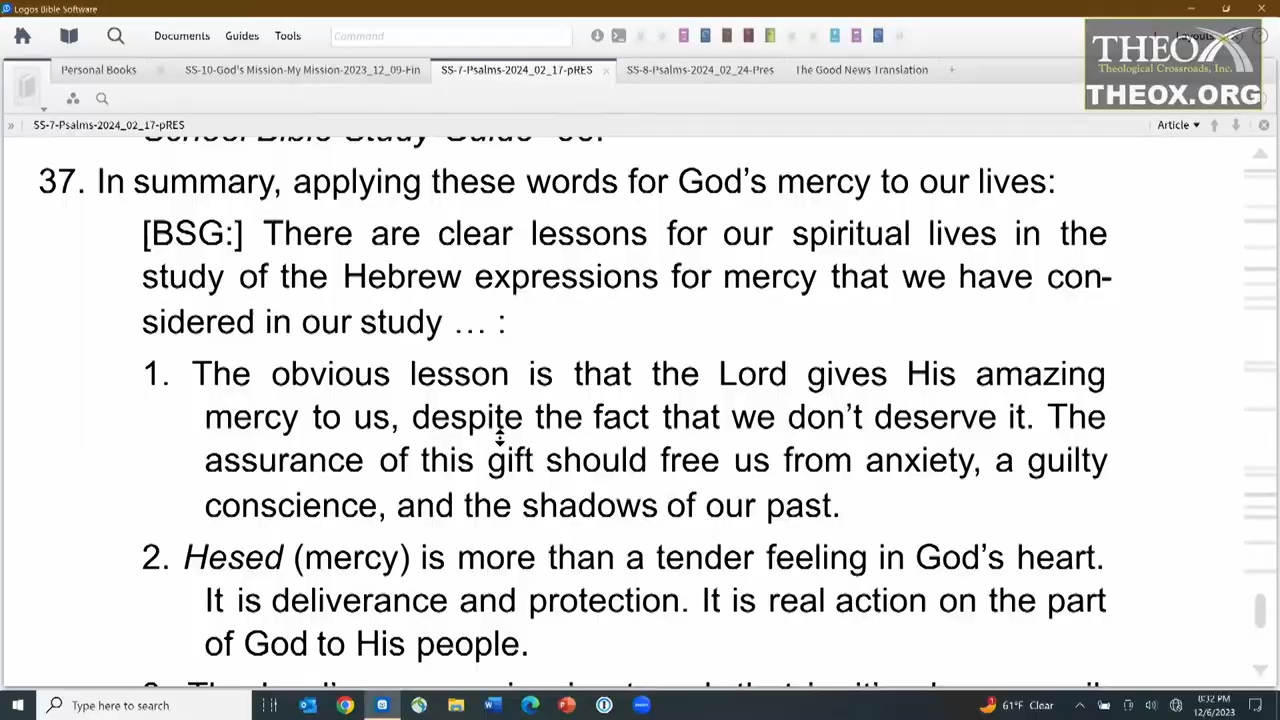 Logos Bible Software
Documents Guides Tools Command
THEOX
Theological Crossroads, Inc.
THEOX.ORG
Personal Books SS-10-God's Mission-My Mission-2023_12_09-Hin SS-7-Psalms-2024_02_17-pRES SS-8-Psalms-2024_02_24-Pres The Good News Translation
SS-7-Psalms-2024_02_17-pRES Article
37. In summary, applying these words for God's mercy to our lives:
[BSG:] There are clear lessons for our spiritual lives in the
study of the Hebrew expressions for mercy that we have con-
sidered in our study … :
1. The obvious lesson is that the Lord gives His amazing
mercy to us, despite the fact that we don't deserve it. The
assurance of this gift should free us from anxiety, a guilty
conscience, and the shadows of our past.
2. Hesed (mercy) is more than a tender feeling in God's heart.
It is deliverance and protection. It is real action on the part
of God to His people.
Type here to search
61°F Clear
8:32 PM
12/6/2023